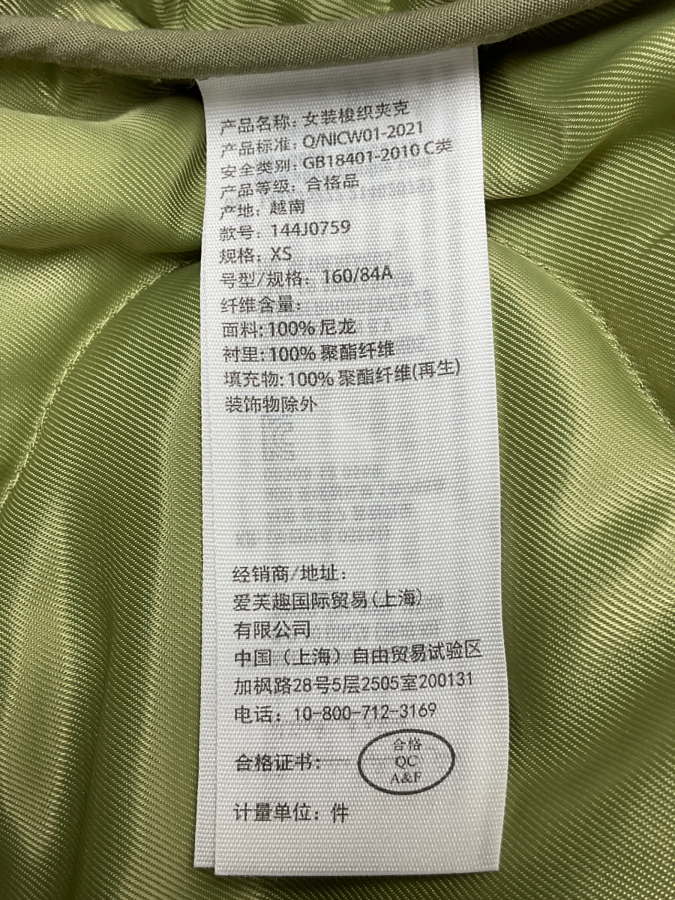 产品名称: 女装梭织夹克
产品标准: Q/NICW01-2021
安全类别: GB18401-2010 C类
产品等级: 合格品
产地: 越南
款号: 144J0759
规格: XS
号型/规格: 160/84A
纤维含量:
面料: 100% 尼龙
衬里: 100% 聚酯纤维
填充物: 100% 聚酯纤维(再生)
装饰物除外
经销商/地址:
爱芙趣国际贸易(上海)
有限公司
中国（上海）自由贸易试验区
加枫路28号5层2505室200131
电话: 10-800-712-3169
合格证书:
合格
QC
A&F
计量单位: 件